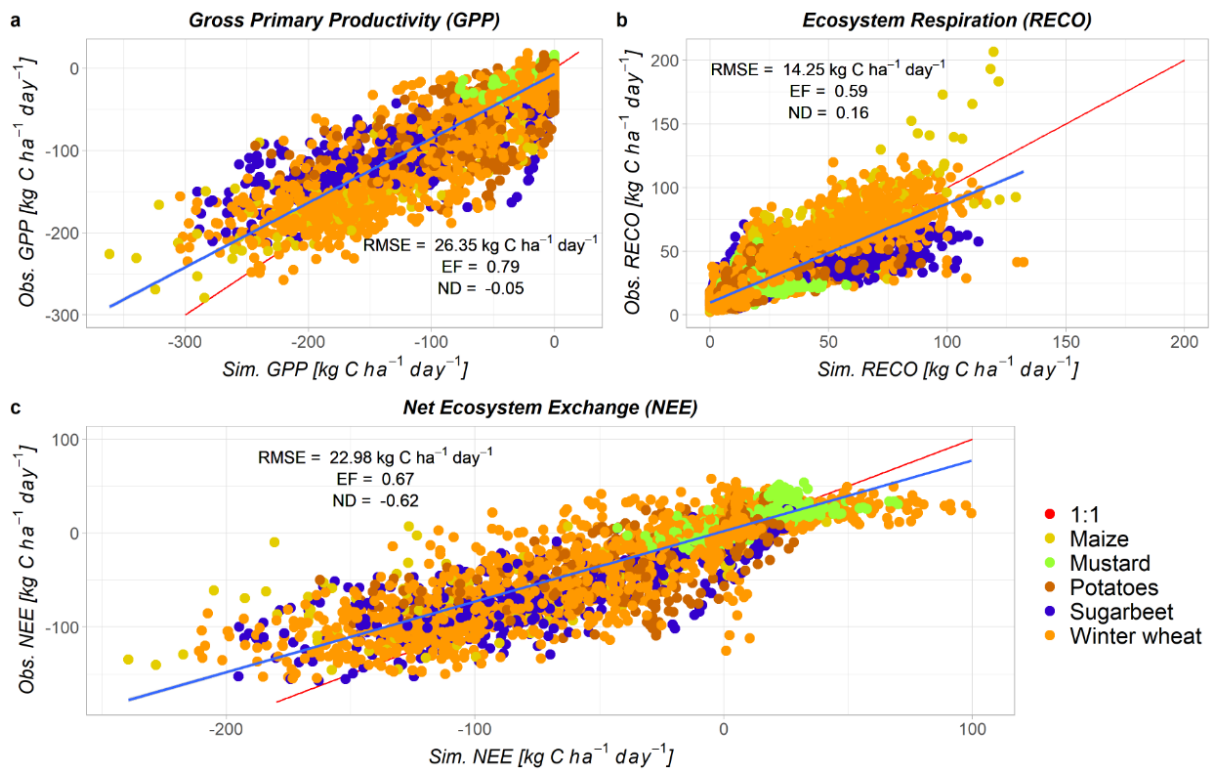 a
Gross Primary Productivity (GPP)
Obs. GPP [kg C ha⁻¹ day⁻¹]
0
-100
-200
-300
RMSE = 26.35 kg C ha⁻¹ day⁻¹
EF = 0.79
ND = -0.05
-300
-200
-100
0
Sim. GPP [kg C ha⁻¹ day⁻¹]
b
Ecosystem Respiration (RECO)
Obs. RECO [kg C ha⁻¹ day⁻¹]
200
150
100
50
0
RMSE = 14.25 kg C ha⁻¹ day⁻¹
EF = 0.59
ND = 0.16
0
50
100
150
200
Sim. RECO [kg C ha⁻¹ day⁻¹]
c
Net Ecosystem Exchange (NEE)
Obs. NEE [kg C ha⁻¹ day⁻¹]
100
0
-100
RMSE = 22.98 kg C ha⁻¹ day⁻¹
EF = 0.67
ND = -0.62
-200
-100
0
100
Sim. NEE [kg C ha⁻¹ day⁻¹]
1:1
Maize
Mustard
Potatoes
Sugarbeet
Winter wheat